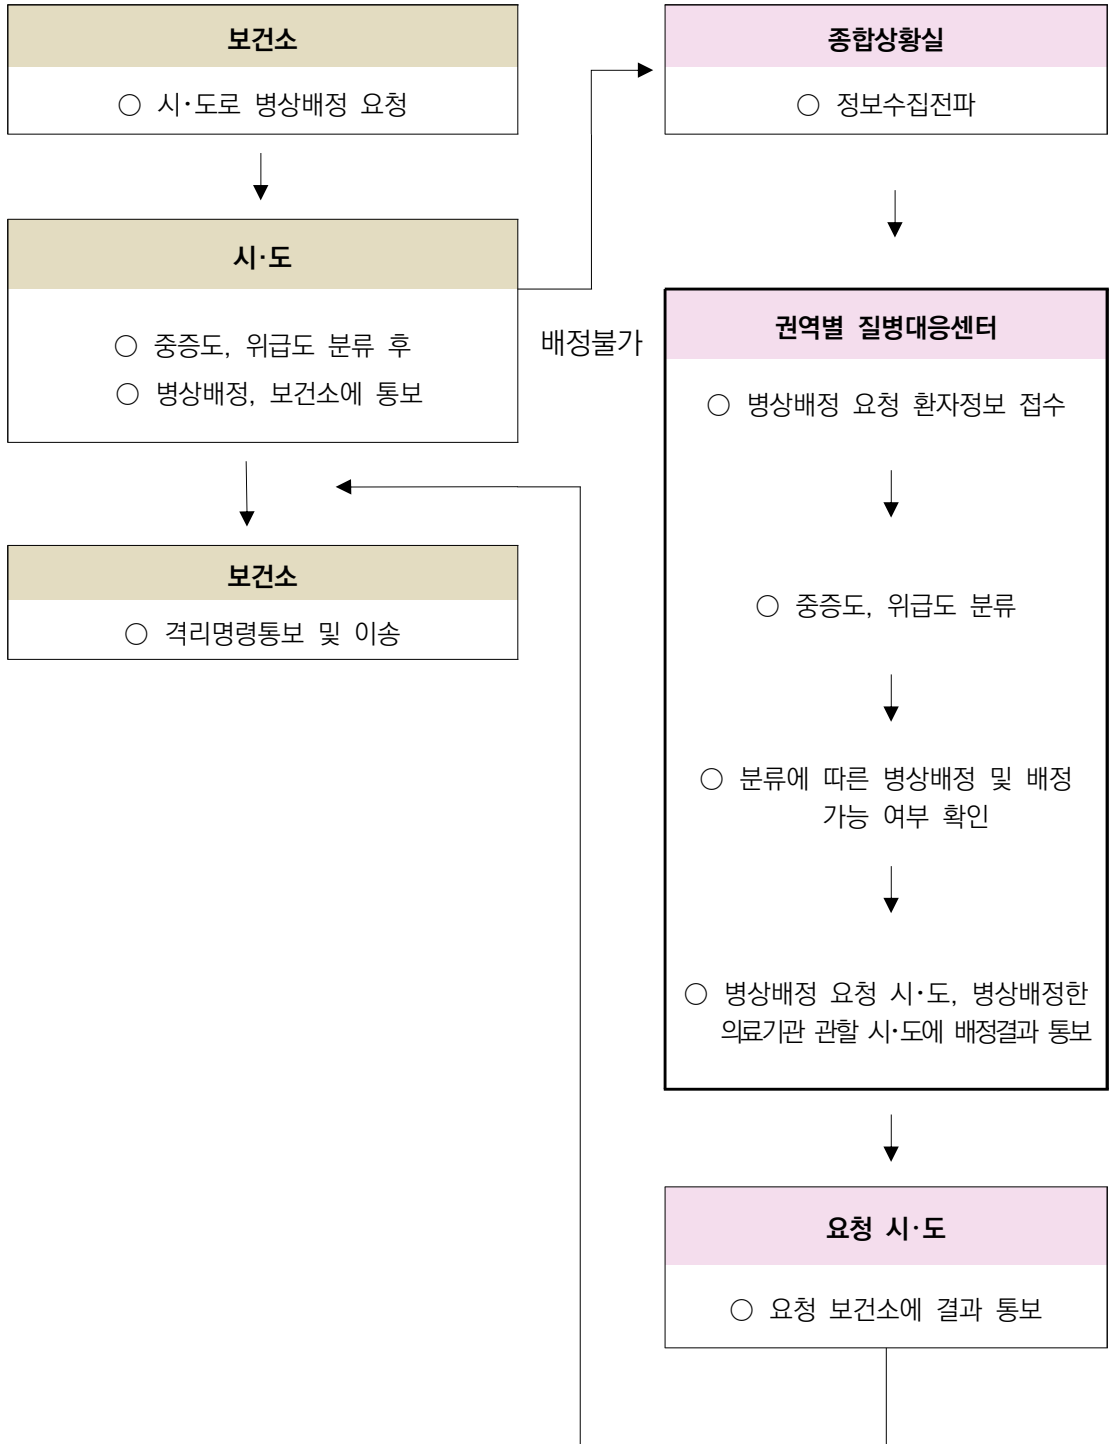 보건소
○ 시·도로 병상배정 요청
시·도
○ 중증도, 위급도 분류 후
○ 병상배정, 보건소에 통보
배정불가
보건소
○ 격리명령통보 및 이송
종합상황실
○ 정보수집전파
권역별 질병대응센터
○ 병상배정 요청 환자정보 접수
○ 중증도, 위급도 분류
○ 분류에 따른 병상배정 및 배정
가능 여부 확인
○ 병상배정 요청 시·도, 병상배정한
의료기관 관할 시·도에 배정결과 통보
요청 시·도
○ 요청 보건소에 결과 통보